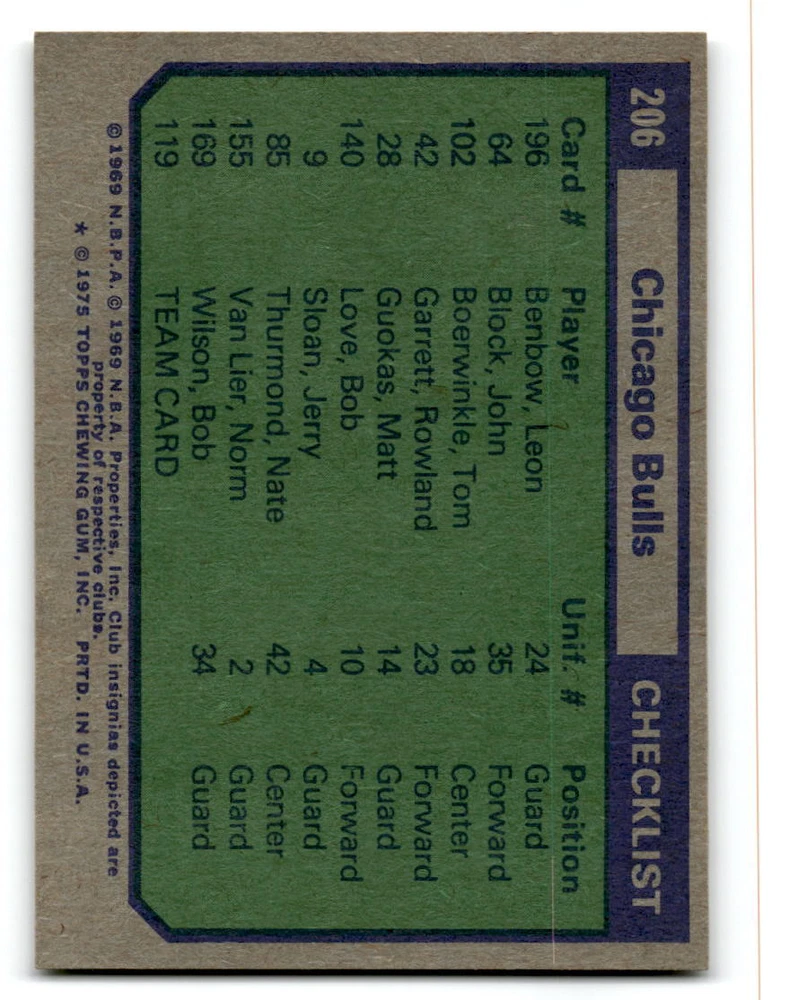 206 Chicago Bulls CHECKLIST
Card # Player Unif. # Position
196 Benbow, Leon 24 Guard
64 Block, John 35 Forward
102 Boerwinkle, Tom 18 Center
42 Garrett, Rowland 23 Forward
28 Guokas, Matt 14 Guard
140 Love, Bob 10 Forward
9 Sloan, Jerry 4 Guard
85 Thurmond, Nate 42 Center
155 Van Lier, Norm 2 Guard
169 Wilson, Bob 34 Guard
119 TEAM CARD
©1969 N.B.P.A. © 1969 N.B.A. Properties, Inc. Club insignias depicted are
property of respective clubs.
* © 1975 TOPPS CHEWING GUM, INC. PRTD. IN U.S.A.